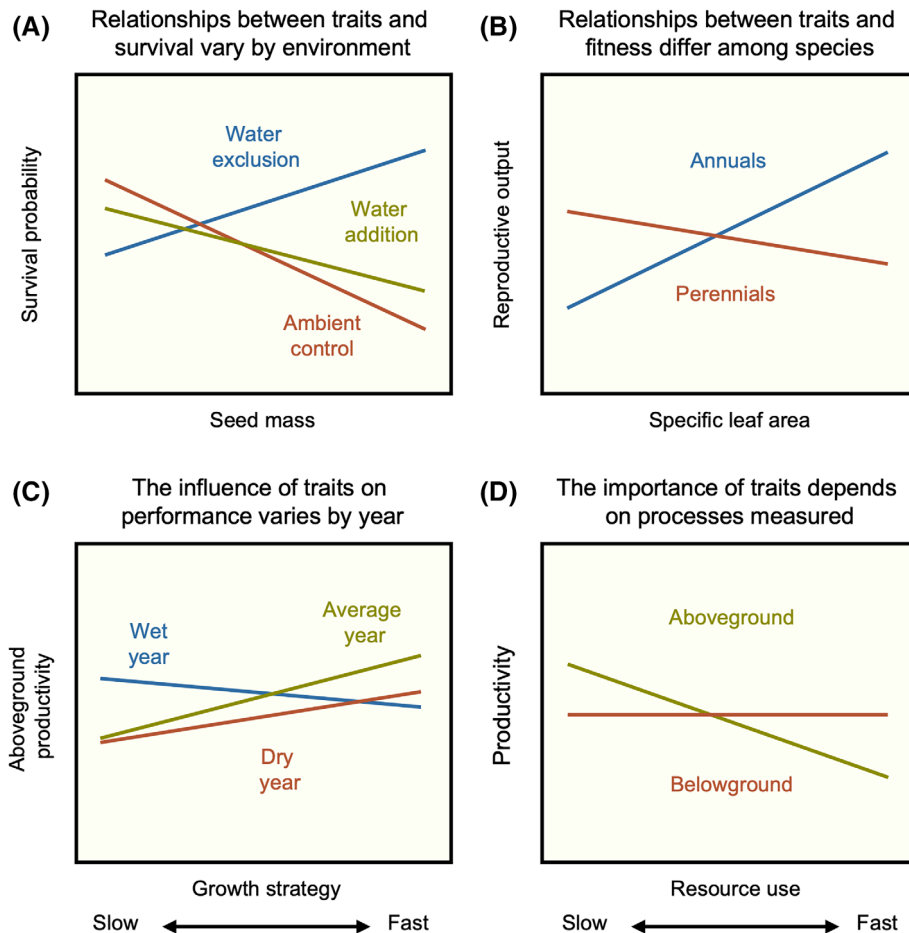 (A)
Relationships between traits and
survival vary by environment
Survival probability
Water
exclusion
Water
addition
Ambient
control
Seed mass
(B)
Relationships between traits and
fitness differ among species
Reproductive output
Annuals
Perennials
Specific leaf area
(C)
The influence of traits on
performance varies by year
Aboveground
productivity
Wet
year
Average
year
Dry
year
Growth strategy
Slow
Fast
(D)
The importance of traits depends
on processes measured
Productivity
Aboveground
Belowground
Resource use
Slow
Fast